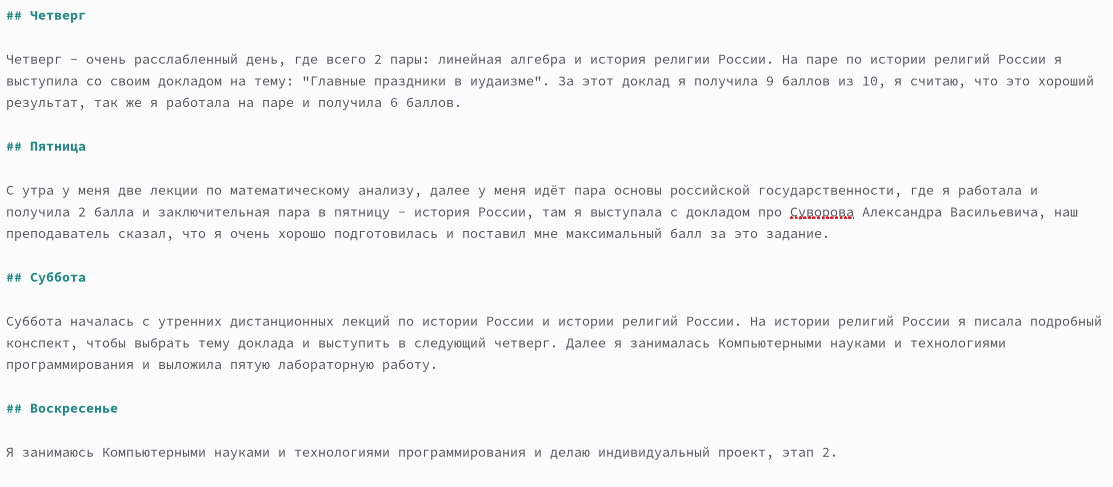 ## Четверг
Четверг - очень расслабленный день, где всего 2 пары: линейная алгебра и история религии России. На паре по истории религий России я
выступила со своим докладом на тему: "Главные праздники в иудаизме". За этот доклад я получила 9 баллов из 10, я считаю, что это хороший
результат, так же я работала на паре и получила 6 баллов.
## Пятница
С утра у меня две лекции по математическому анализу, далее у меня идёт пара основы российской государственности, где я работала и
получила 2 балла и заключительная пара в пятницу - история России, там я выступала с докладом про Суворова Александра Васильевича, наш
преподаватель сказал, что я очень хорошо подготовилась и поставил мне максимальный балл за это задание.
## Суббота
Суббота началась с утренних дистанционных лекций по истории России и истории религий России. На истории религий России я писала подробный
конспект, чтобы выбрать тему доклада и выступить в следующий четверг. Далее я занималась Компьютерными науками и технологиями
программирования и выложила пятую лабораторную работу.
## Воскресенье
Я занимаюсь Компьютерными науками и технологиями программирования и делаю индивидуальный проект, этап 2.